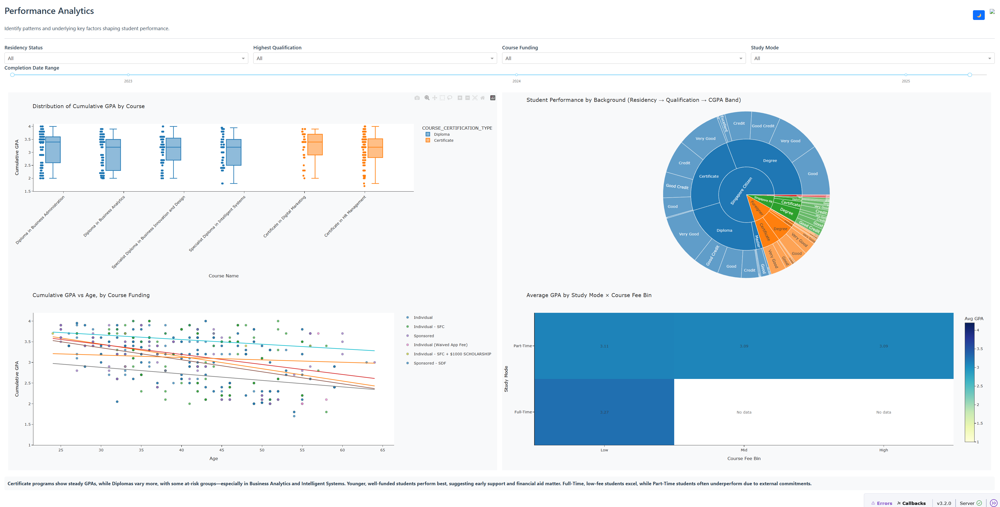 Performance Analytics
Identify patterns and underlying key factors shaping student performance.
Residency Status
All
Highest Qualification
All
Course Funding
All
Study Mode
All
Completion Date Range
2023
2024
2025
Distribution of Cumulative GPA by Course
Cumulative GPA
4
3.5
3
2.5
2
1.5
Diploma in Business Administration
Diploma in Business Analytics
Specialist Diploma in Business Innovation and Design
Specialist Diploma in Intelligent Systems
Certificate in Digital Marketing
Certificate in HR Management
Course Name
COURSE_CERTIFICATION_TYPE
Diploma
Certificate
Student Performance by Background (Residency → Qualification → CGPA Band)
Singapore Citizen
Degree
Good
Very Good
Good Credit
Credit
Excellent
Certificate
Very Good
Credit
Good Credit
Good
Diploma
Very Good
Good Credit
Good
Credit
Master
Good
Foreigner
Certificate
Very Good
Good
Degree
Good
Very Good
Very Good
Singapore PR
Degree
Good Credit
Good
Credit
Very Good
Certificate
Credit
Very Good
Good
Diploma
Cumulative GPA vs Age, by Course Funding
Cumulative GPA
4
3.5
3
2.5
2
1.5
1
25
30
35
40
45
50
55
60
65
Age
Individual
Individual - SFC
Sponsored
Individual (Waived App Fee)
Individual - SFC + $1000 SCHOLARSHIP
Sponsored - SDF
Average GPA by Study Mode × Course Fee Bin
Study Mode
Part-Time
3.11
3.09
3.09
Full-Time
3.27
No data
No data
Low
Mid
High
Course Fee Bin
Avg GPA
4
3.5
3
2.5
2
1.5
1
Certificate programs show steady GPAs, while Diplomas vary more, with some at-risk groups—especially in Business Analytics and Intelligent Systems. Younger, well-funded students perform best, suggesting early support and financial aid matter. Full-Time, low-fee students excel, while Part-Time students often underperform due to external commitments.
Errors
Callbacks
v3.2.0
Server